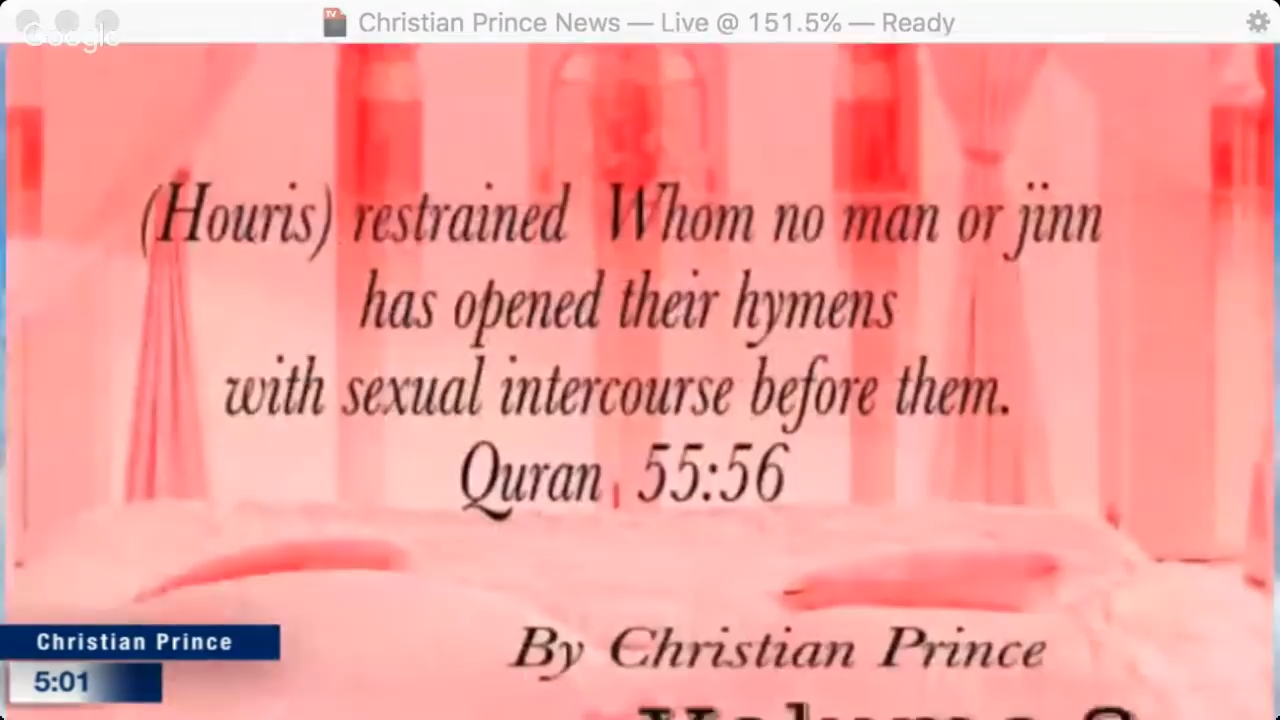 Christian Prince News — Live @ 151.5% — Ready
Google
(Houris) restrained Whom no man or jinn
has opened their hymens
with sexual intercourse before them.
Quran 55:56
By Christian Prince
Christian Prince
5:01